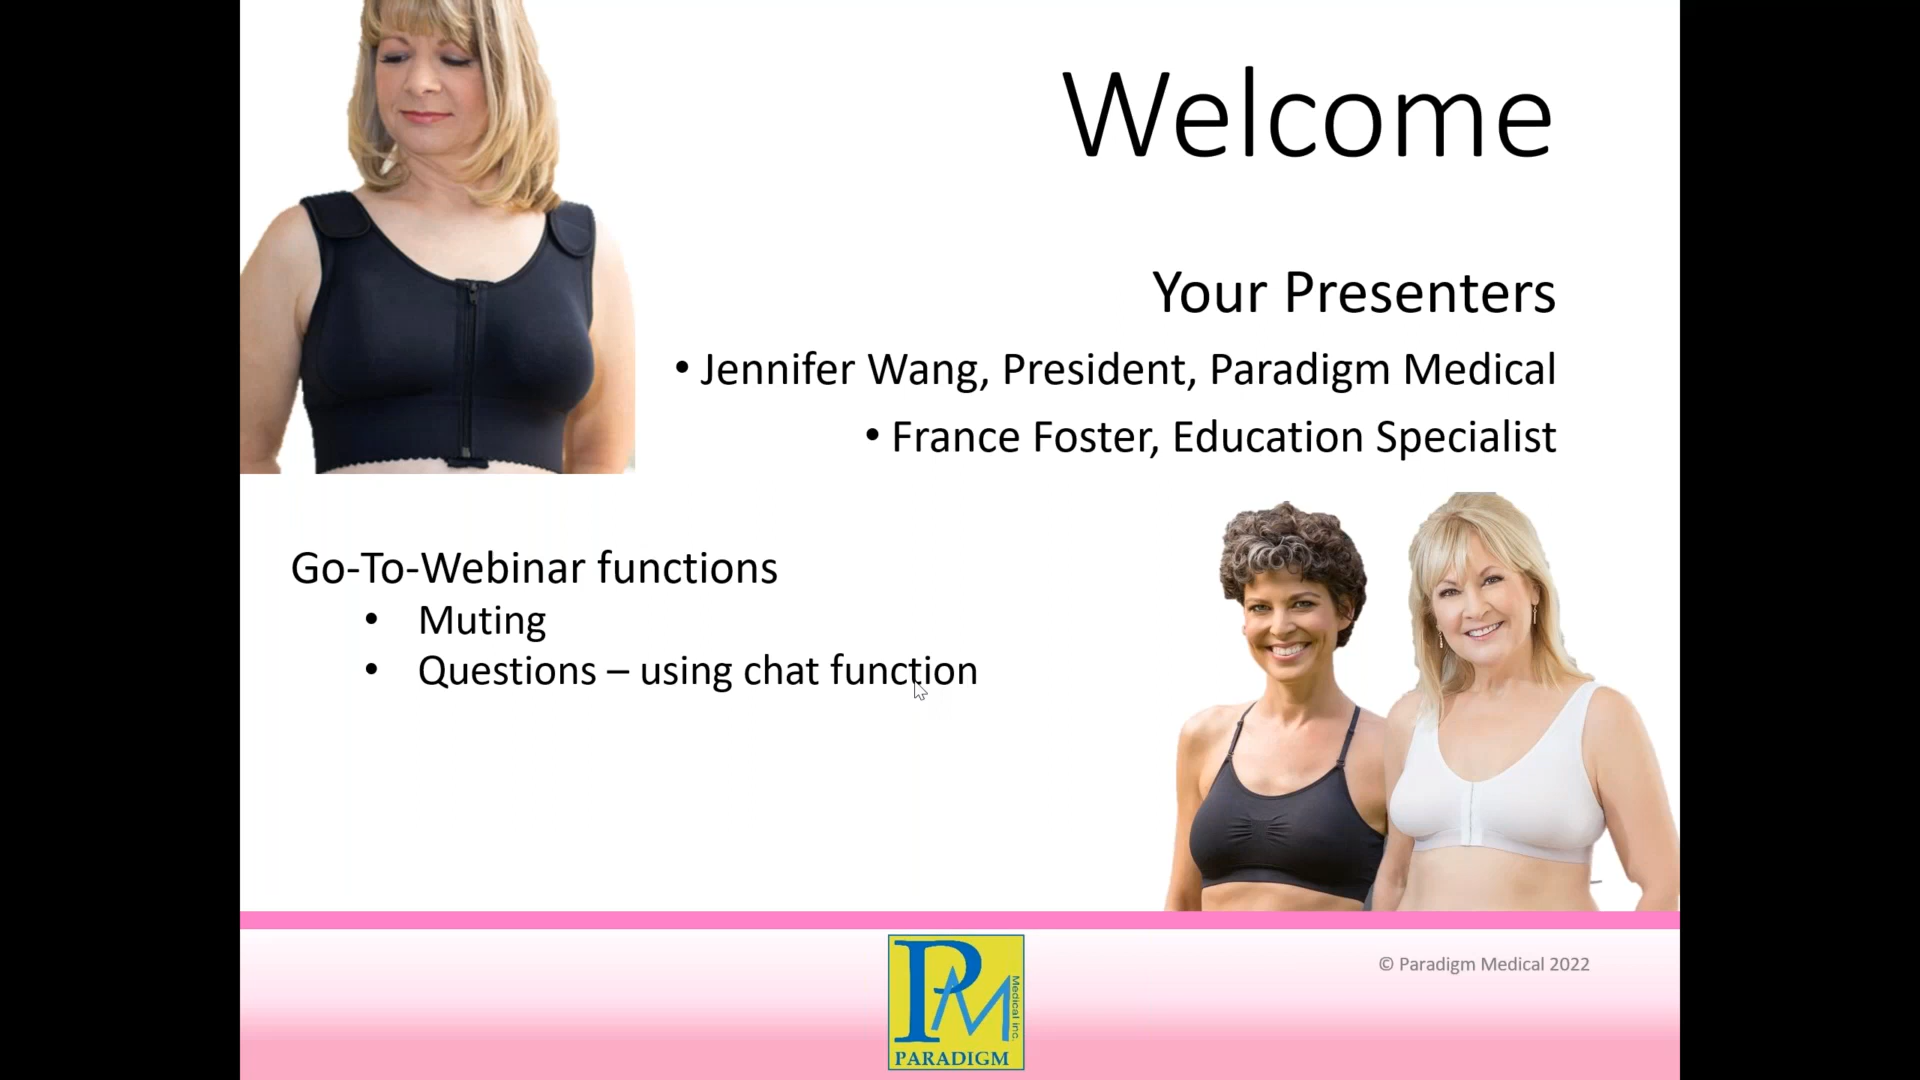 Welcome
Your Presenters
• Jennifer Wang, President, Paradigm Medical
• France Foster, Education Specialist
Go-To-Webinar functions
• Muting
• Questions – using chat function
© Paradigm Medical 2022
PM
Medical inc.
PARADIGM